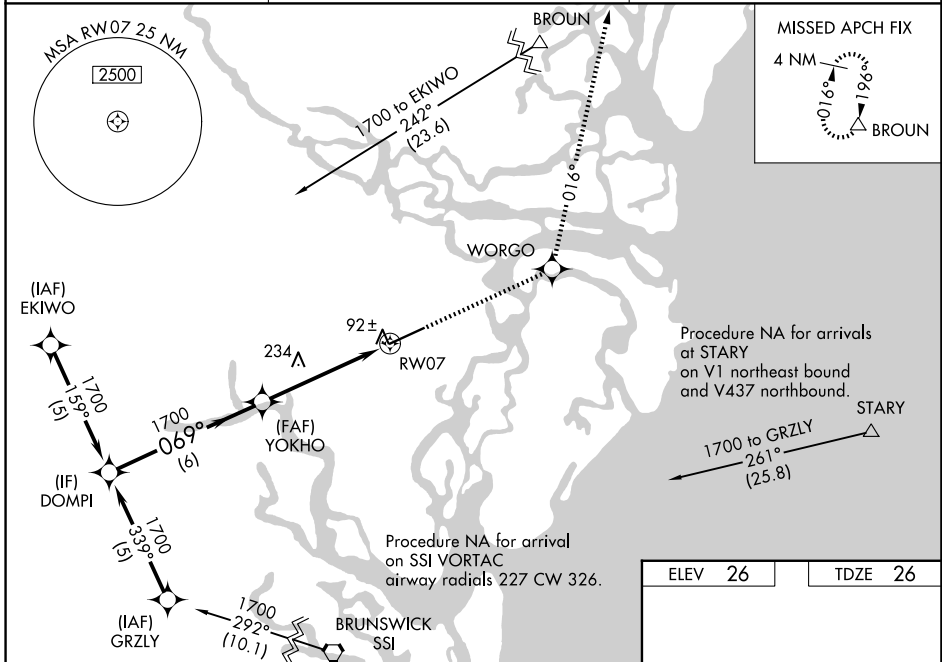 MSA RW07 25 NM
2500
BROUN
1700 to EKIWO
242°
(23.6)
MISSED APCH FIX
4 NM
016°
196°
BROUN
016°
WORGO
(IAF)
EKIWO
1700
159°
(5)
92±
234
RW07
Procedure NA for arrivals
at STARY
on V1 northeast bound
and V437 northbound.
STARY
1700 to GRZLY
261°
(25.8)
1700
069°
(6)
(FAF)
YOKHO
(IF)
DOMPI
1700
339°
(5)
Procedure NA for arrival
on SSI VORTAC
airway radials 227 CW 326.
(IAF)
GRZLY
1700
292°
(10.1)
BRUNSWICK
SSI
ELEV 26
TDZE 26